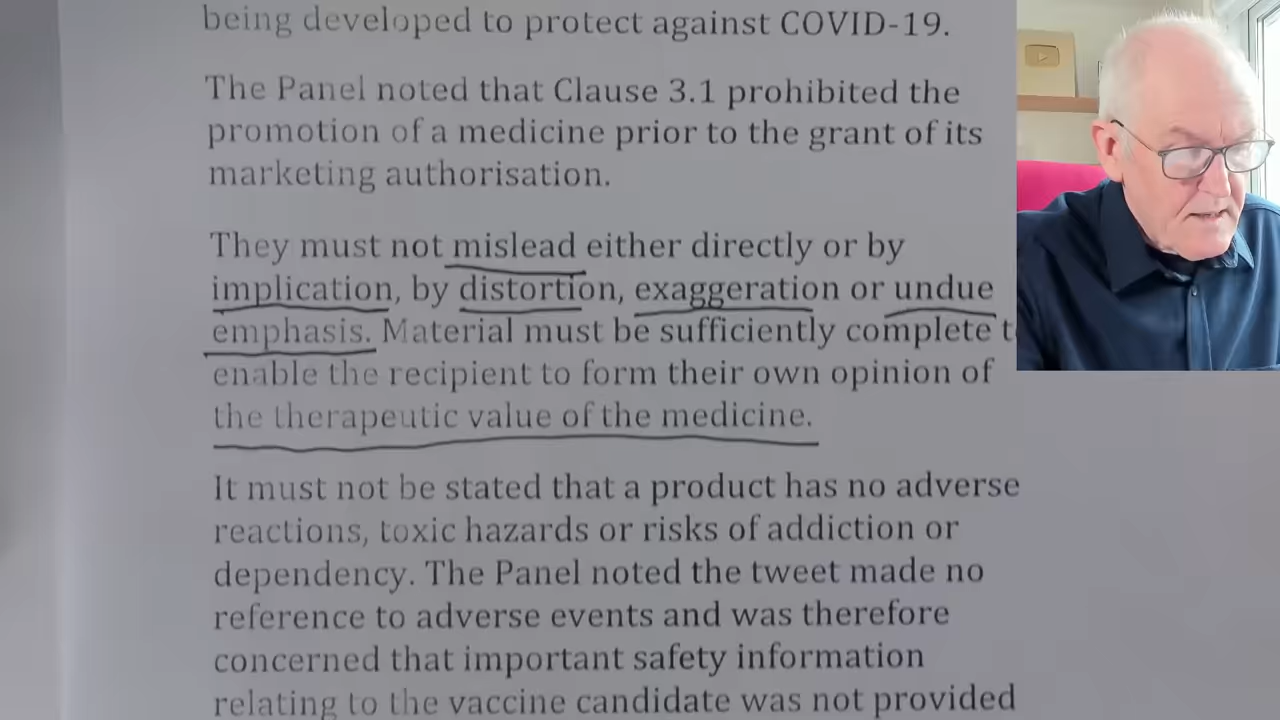 being developed to protect against COVID-19.
The Panel noted that Clause 3.1 prohibited the
promotion of a medicine prior to the grant of its
marketing authorisation.
They must not mislead either directly or by
implication, by distortion, exaggeration or undue
emphasis. Material must be sufficiently complete
enable the recipient to form their own opinion of
the therapeutic value of the medicine.
It must not be stated that a product has no adverse
reactions, toxic hazards or risks of addiction or
dependency. The Panel noted the tweet made no
reference to adverse events and was therefore
concerned that important safety information
relating to the vaccine candidate was not provided